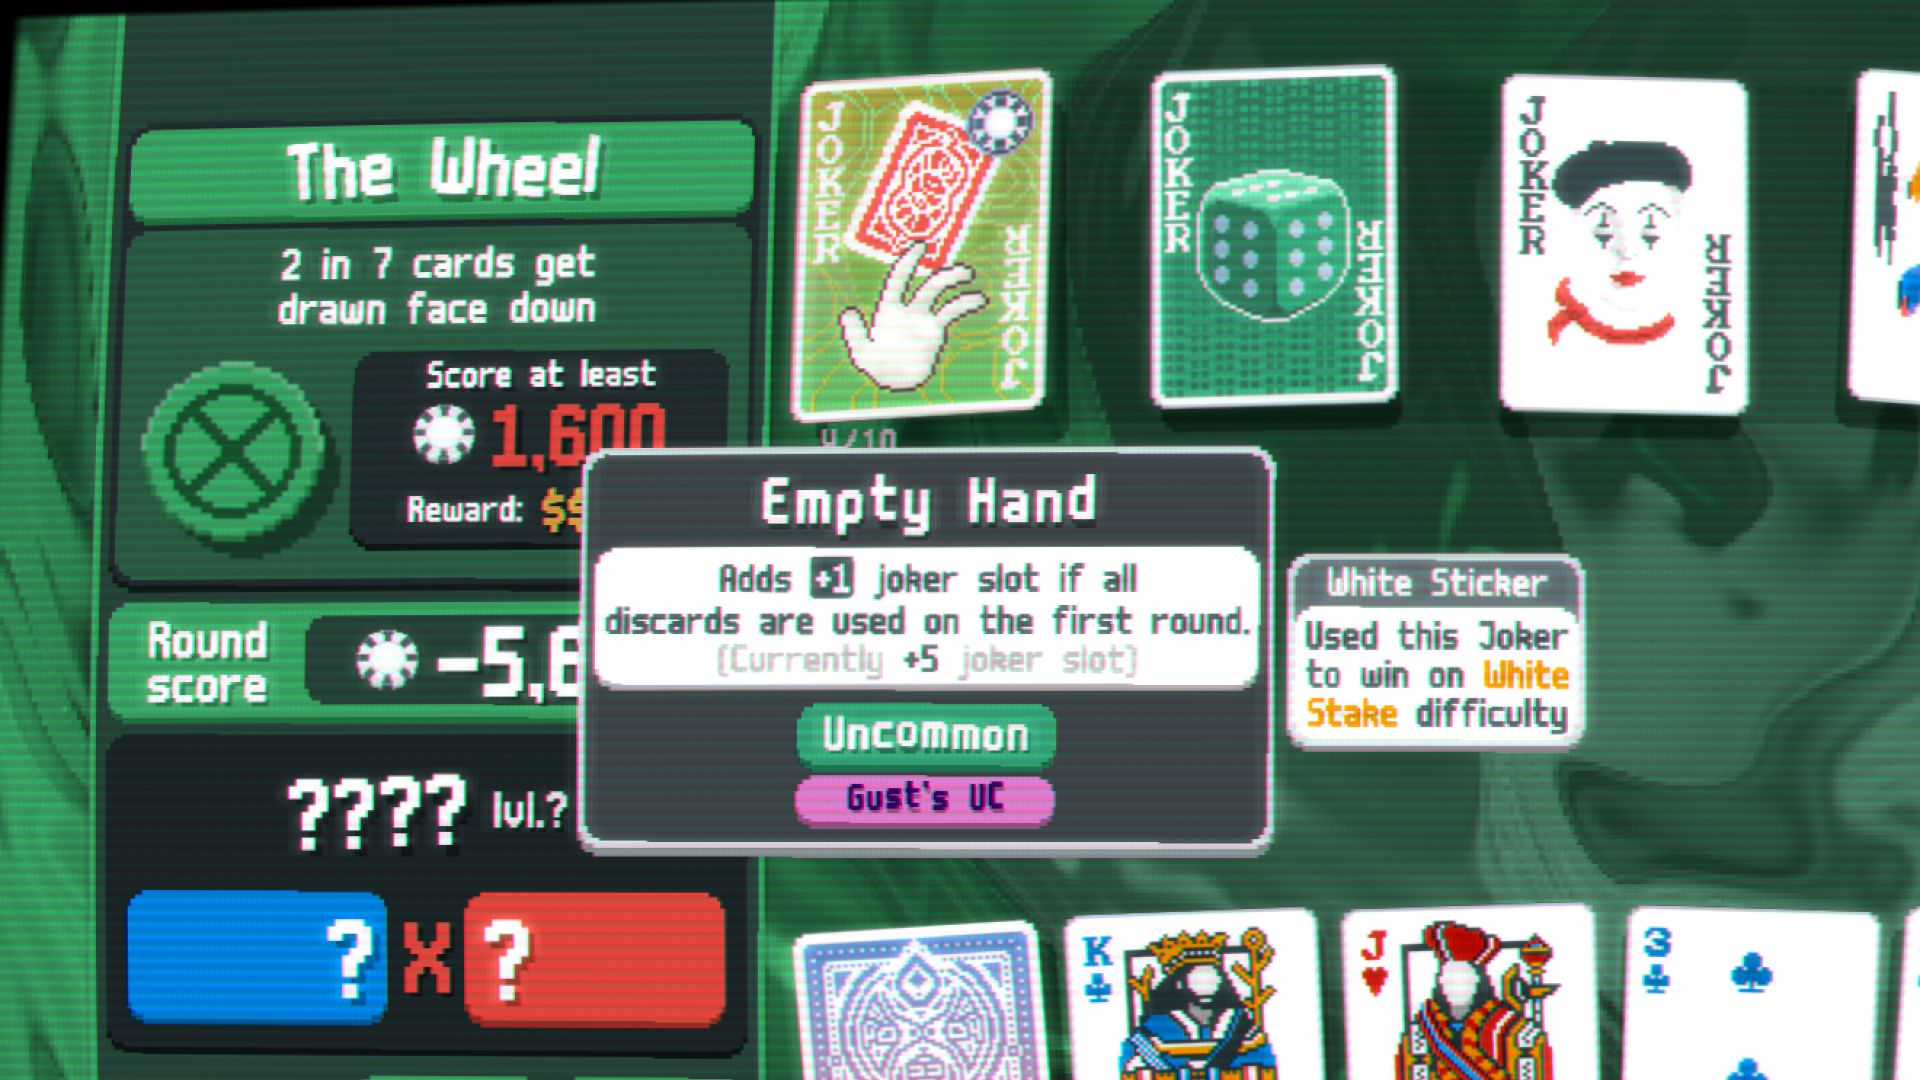 The Wheel
2 in 7 cards get
drawn face down
Score at least
1,600
Reward:
Round
score
????
lvl.?
? X ?
JOKER
JOKER
JOKER
JOKER
JOKER
JOKER
4/10
Empty Hand
Adds +1 joker slot if all
discards are used on the first round.
(Currently +5 joker slot)
Uncommon
Gust's UC
White Sticker
Used this Joker
to win on White
Stake difficulty
K
J
3